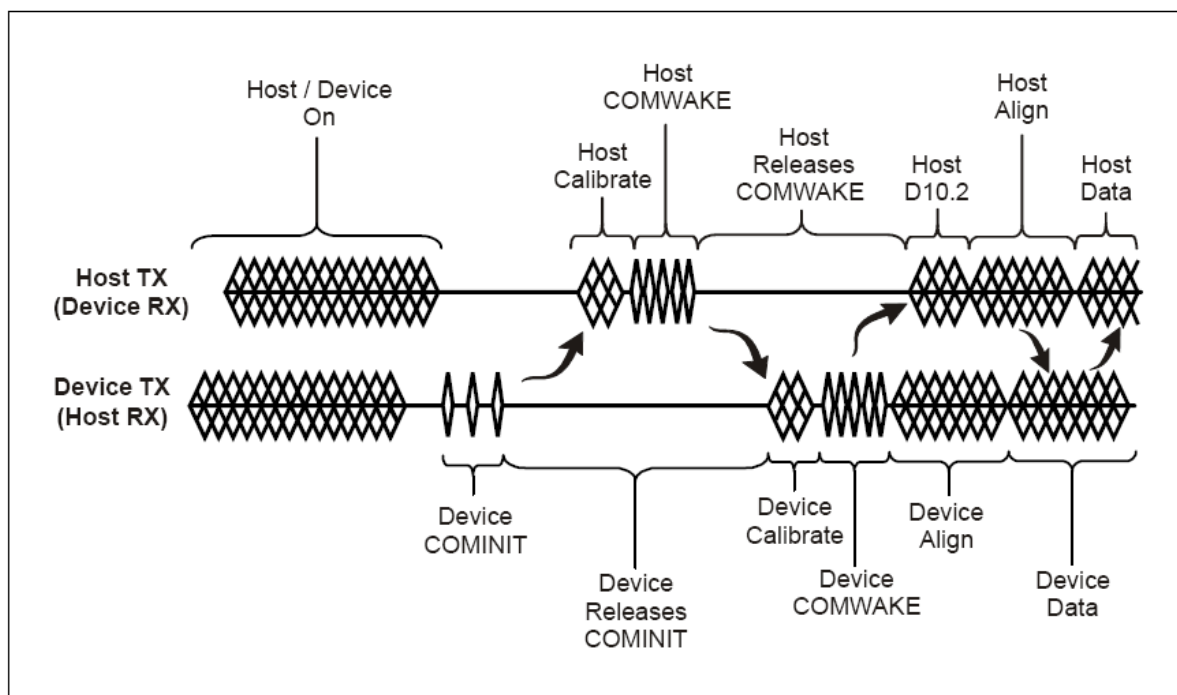 Host / Device
On
Host
COMWAKE
Host
Calibrate
Host
Releases
COMWAKE
Host
D10.2
Host
Align
Host
Data
Host TX
(Device RX)
Device TX
(Host RX)
Device
COMINIT
Device
Releases
COMINIT
Device
Calibrate
Device
COMWAKE
Device
Align
Device
Data